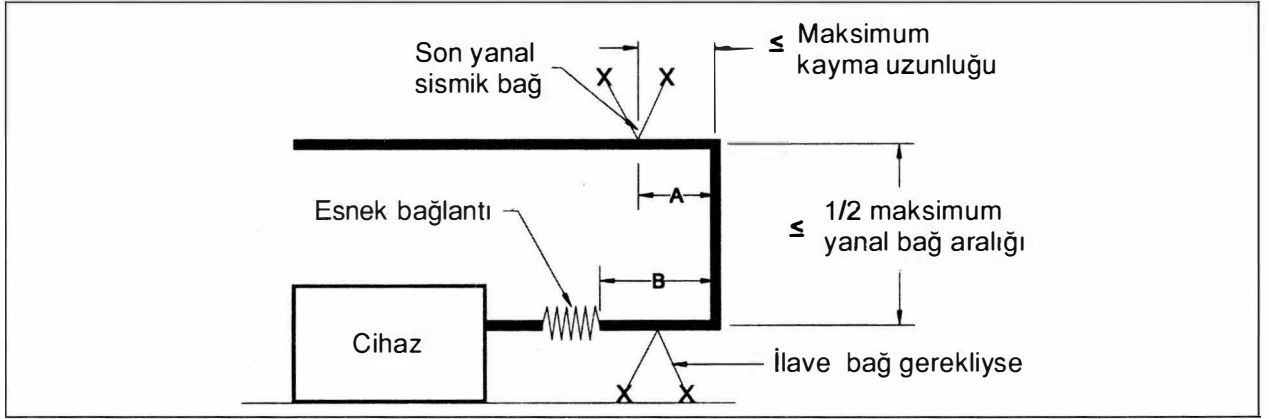 Son yanal
sismik bağ
X X
≤ Maksimum
kayma uzunluğu
A
Esnek bağlantı
≤ 1/2 maksimum
yanal bağ aralığı
B
Cihaz
İlave bağ gerekliyse
X X